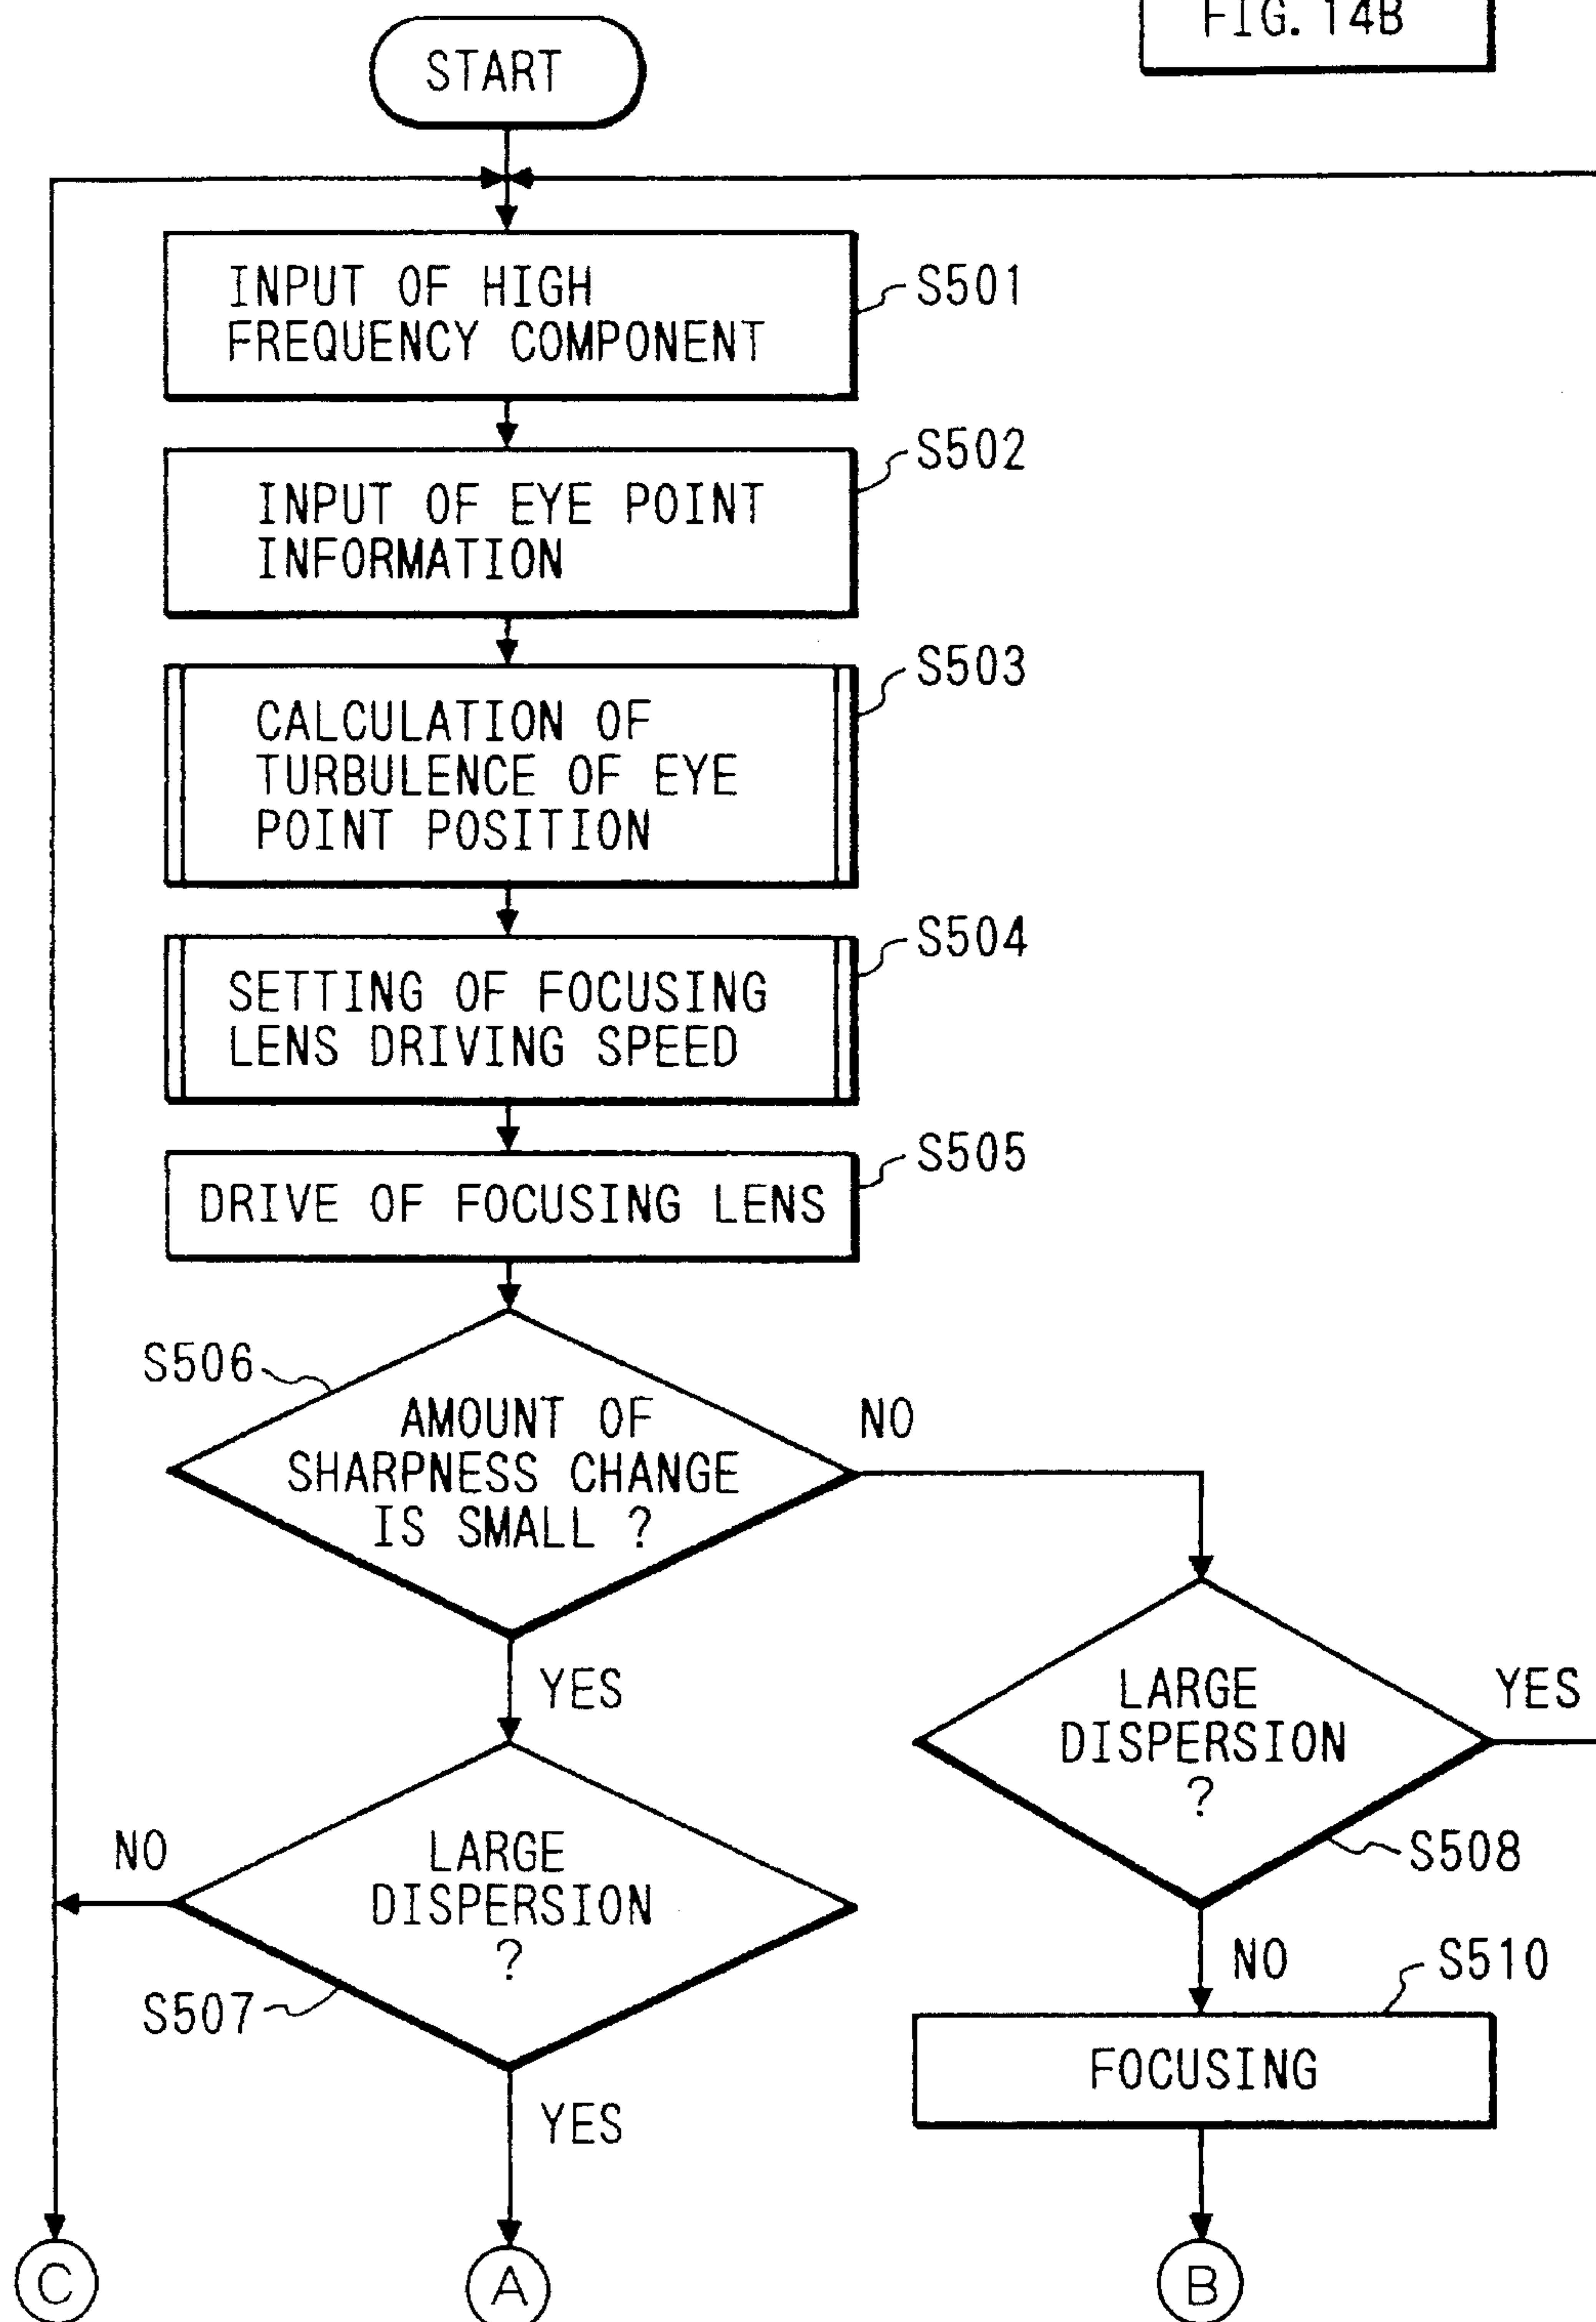 FIG. 14B
START
INPUT OF HIGH
FREQUENCY COMPONENT
S501
INPUT OF EYE POINT
INFORMATION
S502
CALCULATION OF
TURBULENCE OF EYE
POINT POSITION
S503
SETTING OF FOCUSING
LENS DRIVING SPEED
S504
DRIVE OF FOCUSING LENS
S505
S506
AMOUNT OF
SHARPNESS CHANGE
IS SMALL ?
NO
YES
LARGE
DISPERSION
?
YES
S508
NO
LARGE
DISPERSION
?
S507
YES
NO
S510
FOCUSING
C
A
B